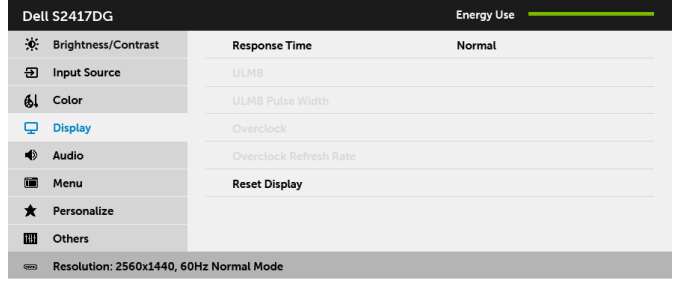 Dell S2417DG Energy Use
Brightness/Contrast Response Time Normal
Input Source ULMB
Color ULMB Pulse Width
Display Overclock
Audio Overclock Refresh Rate
Menu Reset Display
Personalize
Others
Resolution: 2560x1440, 60Hz Normal Mode